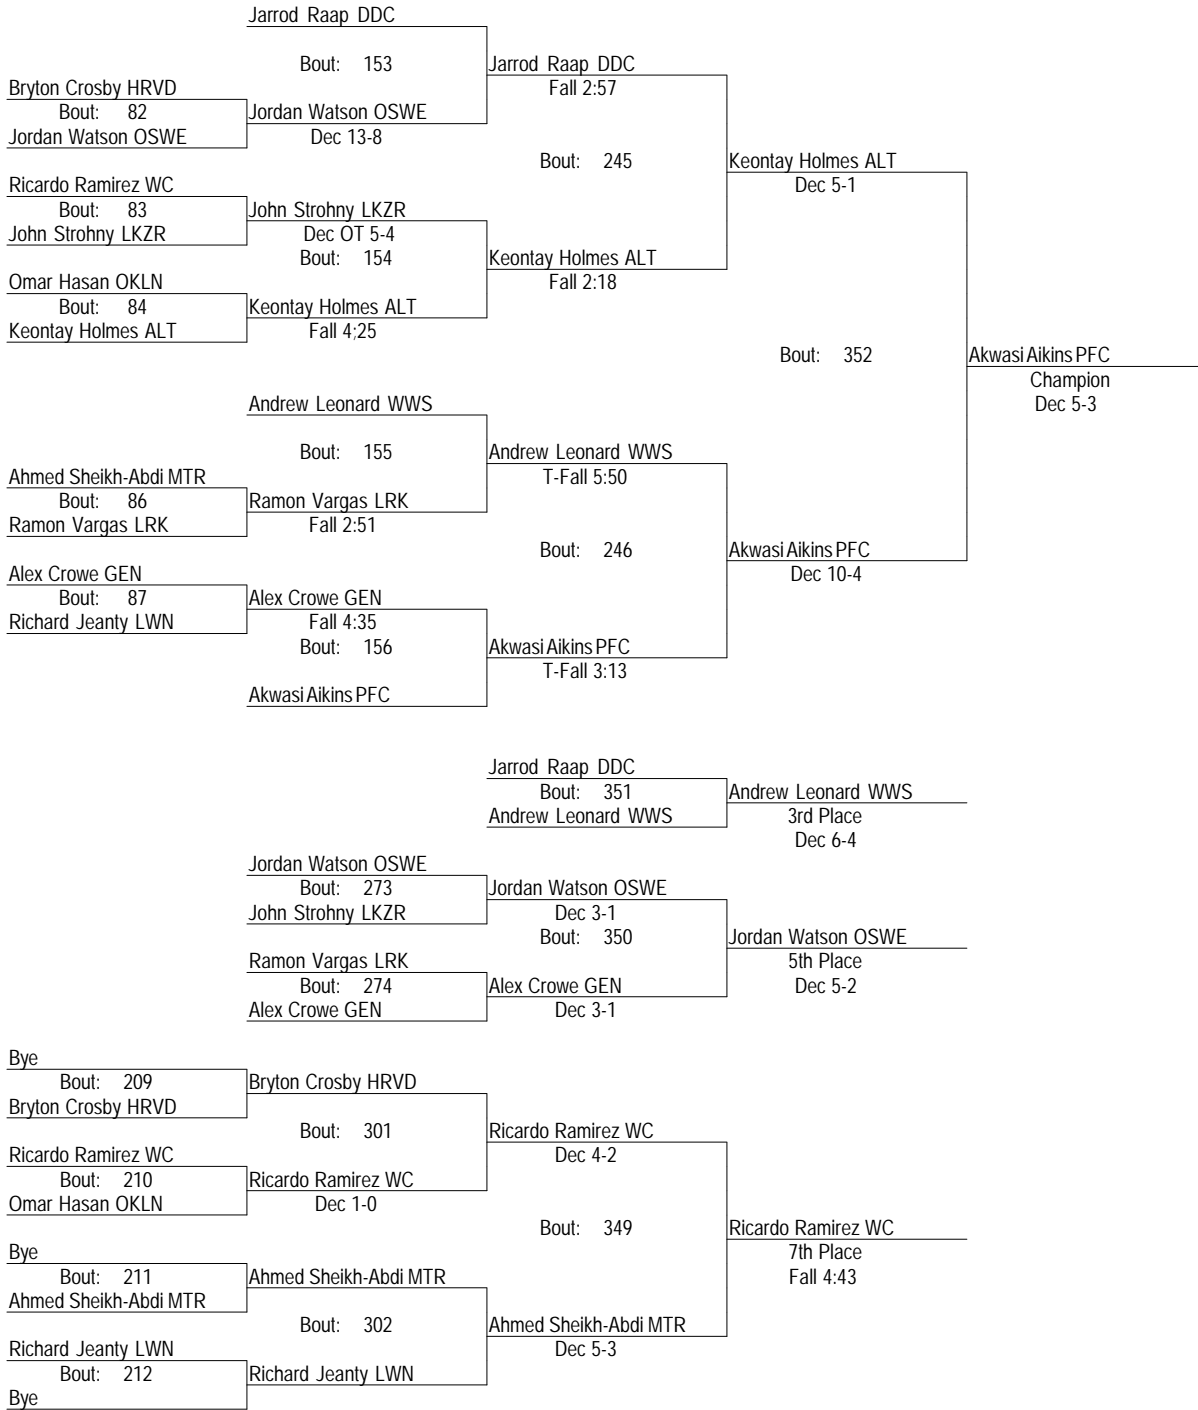 Jarrod Raap DDC
Bout: 153
Jarrod Raap DDC
Bryton Crosby HRVD
Fall 2:57
Bout: 82
Jordan Watson OSWE
Jordan Watson OSWE
Dec 13-8
Bout: 245
Keontay Holmes ALT
Ricardo Ramirez WC
Dec 5-1
Bout: 83
John Strohny LKZR
John Strohny LKZR
Dec OT 5-4
Bout: 154
Keontay Holmes ALT
Omar Hasan OKLN
Fall 2:18
Bout: 84
Keontay Holmes ALT
Keontay Holmes ALT
Fall 4;25
Bout: 352
Akwasi Aikins PFC
Champion
Dec 5-3
Andrew Leonard WWS
Bout: 155
Andrew Leonard WWS
Ahmed Sheikh-Abdi MTR
T-Fall 5:50
Bout: 86
Ramon Vargas LRK
Ramon Vargas LRK
Fall 2:51
Bout: 246
Akwasi Aikins PFC
Alex Crowe GEN
Dec 10-4
Bout: 87
Alex Crowe GEN
Richard Jeanty LWN
Fall 4:35
Bout: 156
Akwasi Aikins PFC
T-Fall 3:13
Akwasi Aikins PFC
Jarrod Raap DDC
Bout: 351
Andrew Leonard WWS
Andrew Leonard WWS
3rd Place
Dec 6-4
Jordan Watson OSWE
Bout: 273
Jordan Watson OSWE
John Strohny LKZR
Dec 3-1
Bout: 350
Jordan Watson OSWE
Ramon Vargas LRK
5th Place
Bout: 274
Alex Crowe GEN
Dec 5-2
Alex Crowe GEN
Dec 3-1
Bye
Bout: 209
Bryton Crosby HRVD
Bryton Crosby HRVD
Bout: 301
Ricardo Ramirez WC
Ricardo Ramirez WC
Dec 4-2
Bout: 210
Ricardo Ramirez WC
Omar Hasan OKLN
Dec 1-0
Bout: 349
Ricardo Ramirez WC
Bye
7th Place
Bout: 211
Ahmed Sheikh-Abdi MTR
Fall 4:43
Ahmed Sheikh-Abdi MTR
Bout: 302
Ahmed Sheikh-Abdi MTR
Richard Jeanty LWN
Dec 5-3
Bout: 212
Richard Jeanty LWN
Bye